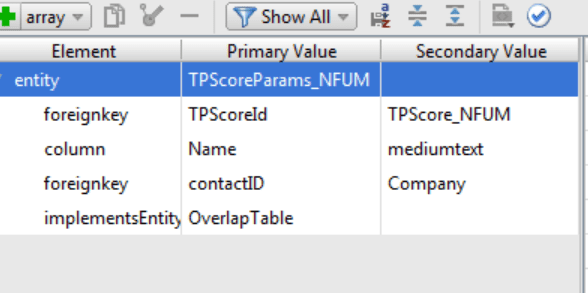 array Show All
Element Primary Value Secondary Value
entity TPScoreParams_NFUM
foreignkey TPScoreId TPScore_NFUM
column Name mediumtext
foreignkey contactID Company
implementsEntity OverlapTable